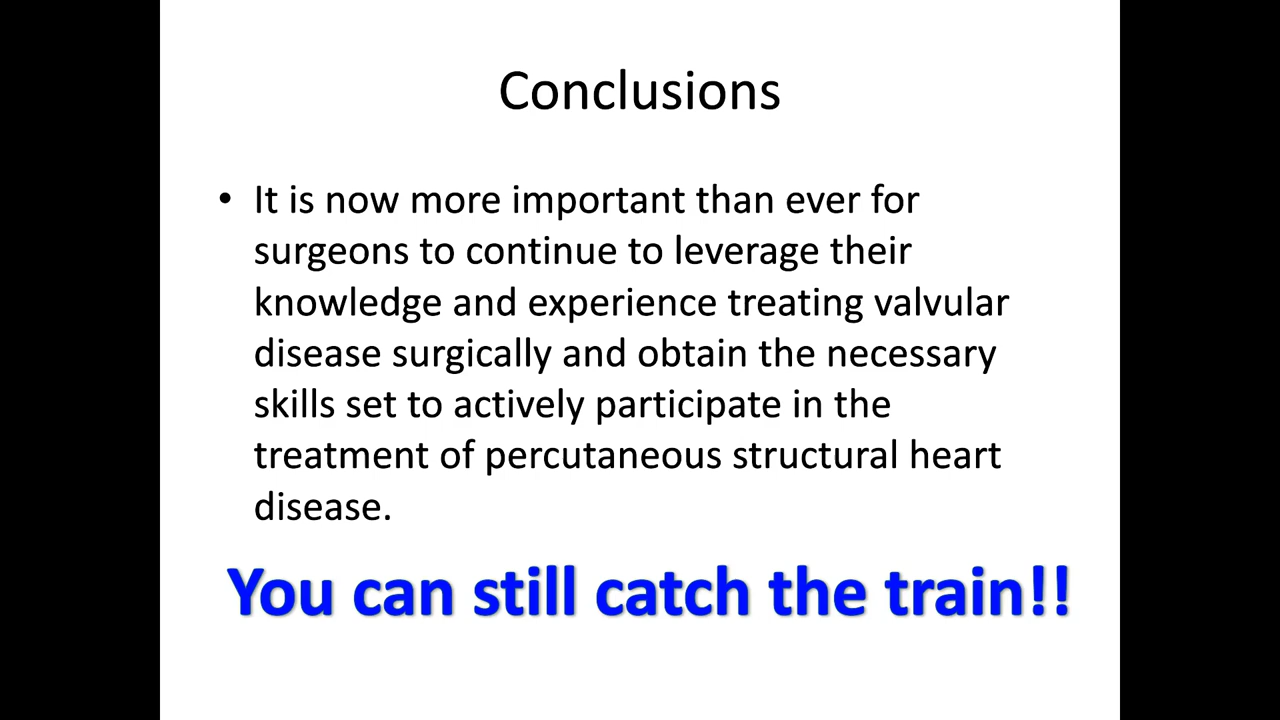 Conclusions
• It is now more important than ever for
surgeons to continue to leverage their
knowledge and experience treating valvular
disease surgically and obtain the necessary
skills set to actively participate in the
treatment of percutaneous structural heart
disease.
You can still catch the train!!